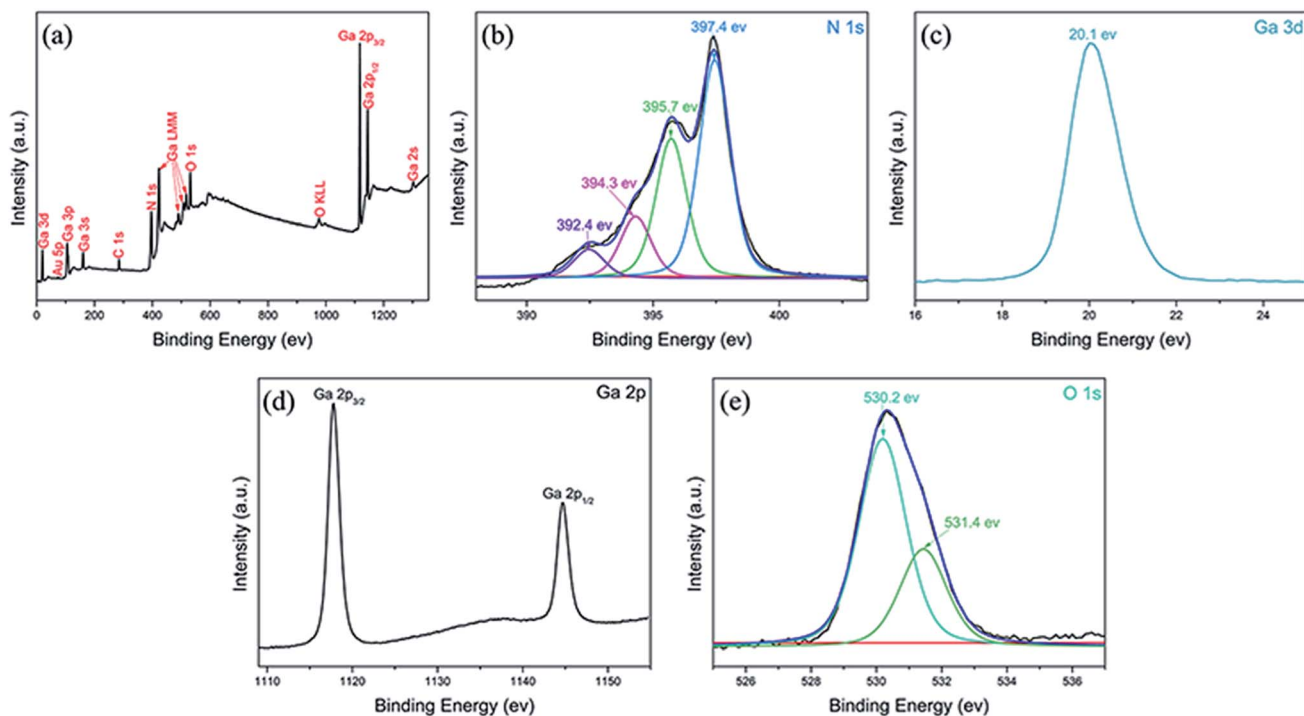 (a)
Intensity (a.u.)
Ga 3d
Au 5p
Ga 3p
Ga 3s
C 1s
N 1s
Ga LMM
O 1s
O KLL
Ga 2p3/2
Ga 2p1/2
Ga 2s
0 200 400 600 800 1000 1200
Binding Energy (ev)
(b)
N 1s
Intensity (a.u.)
397.4 ev
395.7 ev
394.3 ev
392.4 ev
390 395 400
Binding Energy (ev)
(c)
Ga 3d
Intensity (a.u.)
20.1 ev
16 18 20 22 24
Binding Energy (ev)
(d)
Ga 2p
Intensity (a.u.)
Ga 2p3/2
Ga 2p1/2
1110 1120 1130 1140 1150
Binding Energy (ev)
(e)
O 1s
Intensity (a.u.)
530.2 ev
531.4 ev
526 528 530 532 534 536
Binding Energy (ev)